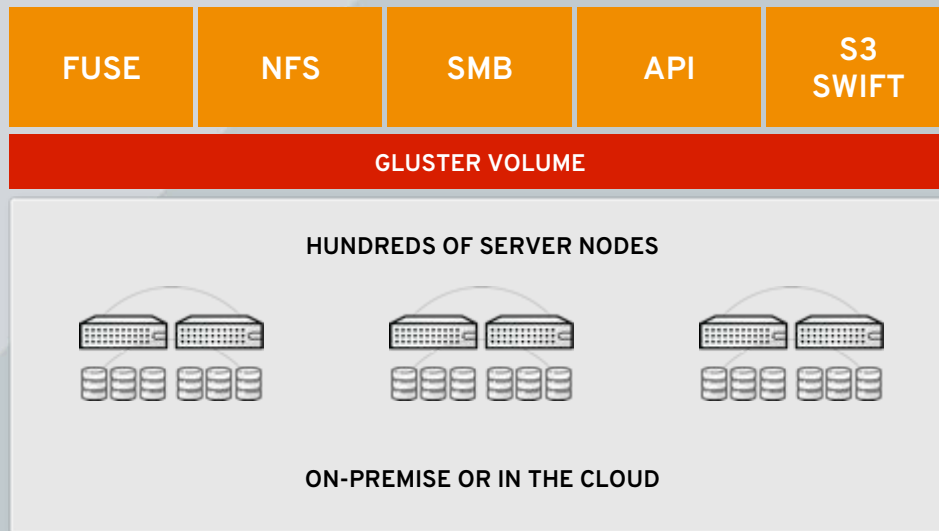 FUSE
NFS
SMB
API
S3
SWIFT
GLUSTER VOLUME
HUNDREDS OF SERVER NODES
ON-PREMISE OR IN THE CLOUD